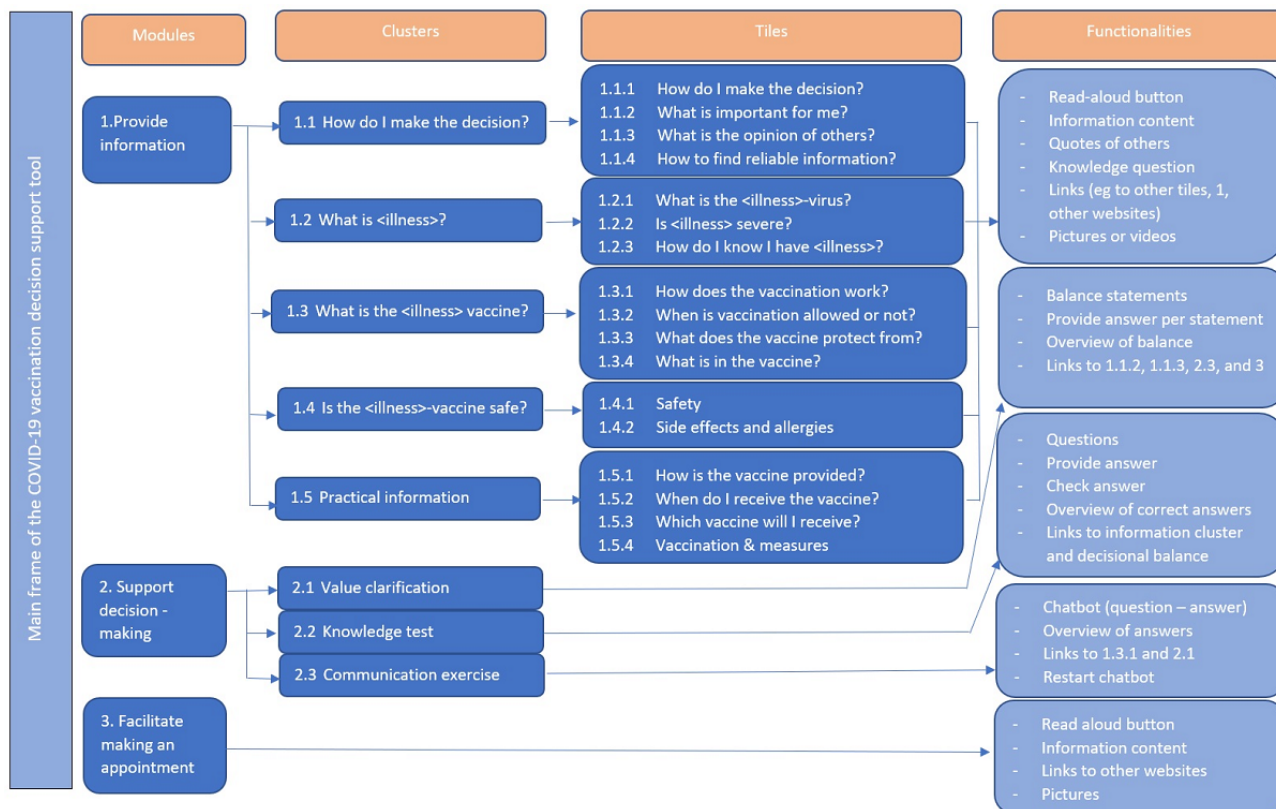 Main frame of the COVID-19 vaccination decision support tool
Modules
Clusters
Tiles
Functionalities
1.Provide
information
1.1 How do I make the decision?
1.1.1 How do I make the decision?
1.1.2 What is important for me?
1.1.3 What is the opinion of others?
1.1.4 How to find reliable information?
1.2 What is <illness>?
1.2.1 What is the <illness>-virus?
1.2.2 Is <illness> severe?
1.2.3 How do I know I have <illness>?
1.3 What is the <illness> vaccine?
1.3.1 How does the vaccination work?
1.3.2 When is vaccination allowed or not?
1.3.3 What does the vaccine protect from?
1.3.4 What is in the vaccine?
1.4 Is the <illness>-vaccine safe?
1.4.1 Safety
1.4.2 Side effects and allergies
1.5 Practical information
1.5.1 How is the vaccine provided?
1.5.2 When do I receive the vaccine?
1.5.3 Which vaccine will I receive?
1.5.4 Vaccination & measures
- Read-aloud button
- Information content
- Quotes of others
- Knowledge question
- Links (eg to other tiles, 1,
other websites)
- Pictures or videos
2. Support
decision -
making
2.1 Value clarification
- Balance statements
- Provide answer per statement
- Overview of balance
- Links to 1.1.2, 1.1.3, 2.3, and 3
2.2 Knowledge test
- Questions
- Provide answer
- Check answer
- Overview of correct answers
- Links to information cluster
and decisional balance
2.3 Communication exercise
- Chatbot (question – answer)
- Overview of answers
- Links to 1.3.1 and 2.1
- Restart chatbot
3. Facilitate
making an
appointment
- Read aloud button
- Information content
- Links to other websites
- Pictures